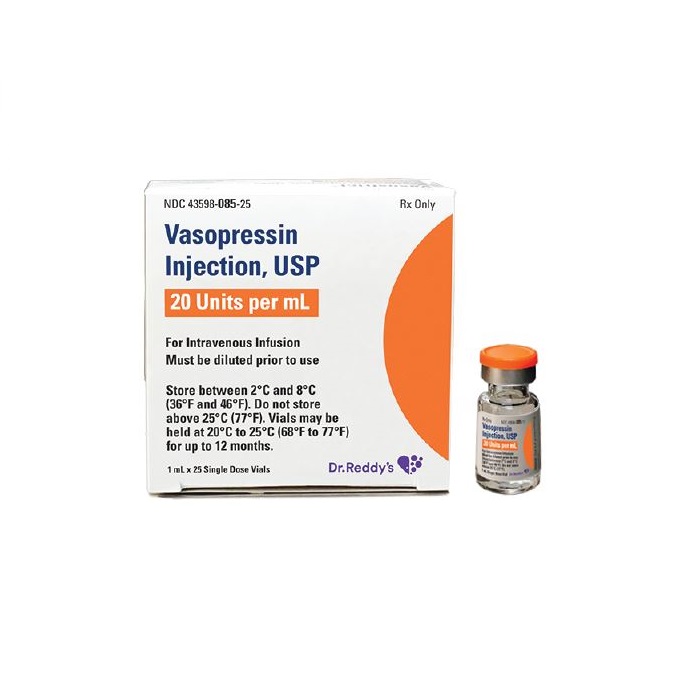 NDC 43598-085-25
Rx Only
Vasopressin
Injection, USP
20 Units per mL
For Intravenous Infusion
Must be diluted prior to use
Store between 2°C and 8°C
(36°F and 46°F). Do not store
above 25°C (77°F). Vials may be
held at 20°C to 25°C (68°F to 77°F)
for up to 12 months.
1 mL x 25 Single Dose Vials
Dr.Reddy's
Vasopressin
Injection, USP
20 Units per mL